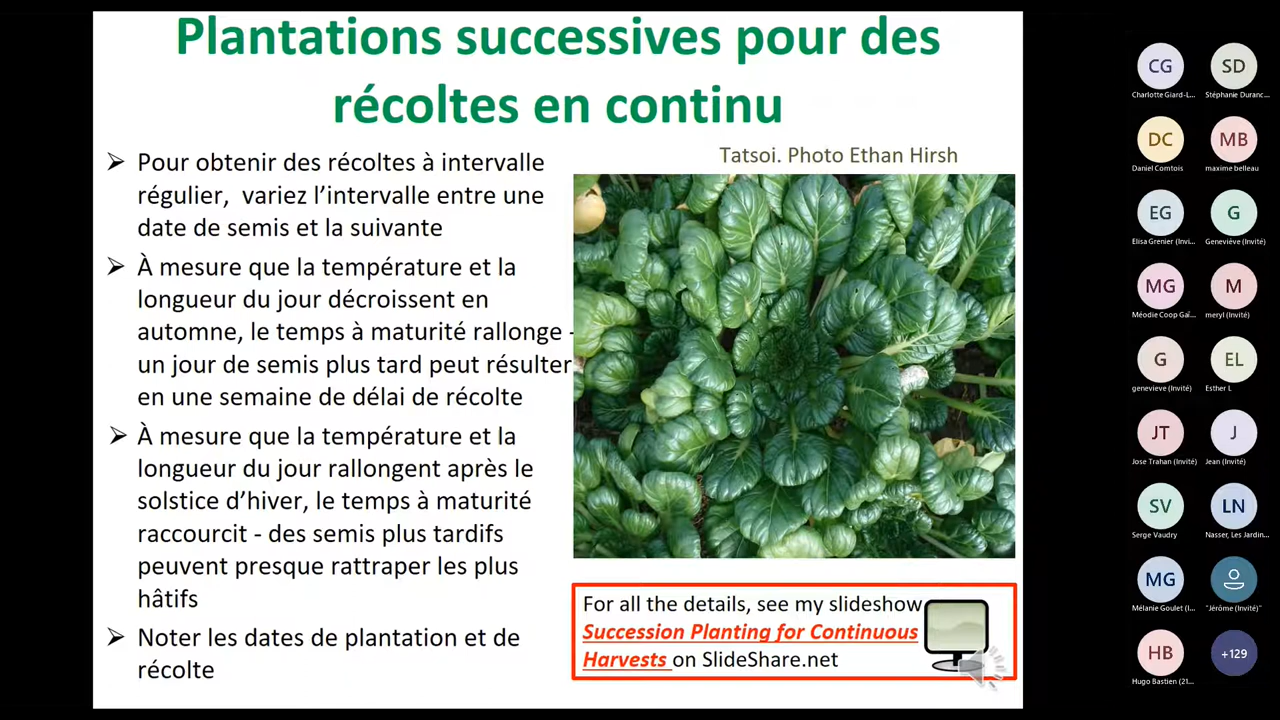 Plantations successives pour des
récoltes en continu
➢ Pour obtenir des récoltes à intervalle
régulier, variez l’intervalle entre une
date de semis et la suivante
➢ À mesure que la température et la
longueur du jour décroissent en
automne, le temps à maturité rallonge -
un jour de semis plus tard peut résulter
en une semaine de délai de récolte
➢ À mesure que la température et la
longueur du jour rallongent après le
solstice d’hiver, le temps à maturité
raccourcit - des semis plus tardifs
peuvent presque rattraper les plus
hâtifs
➢ Noter les dates de plantation et de
récolte
Tatsoi. Photo Ethan Hirsh
For all the details, see my slideshow
Succession Planting for Continuous
Harvests on SlideShare.net
CG SD
Charlotte Giard-L... Stéphanie Duranc...
DC MB
Daniel Comtois maxime belleau
EG G
Elisa Grenier (Invi... Geneviève (Invité)
MG M
Méodie Coop Gaï... meryl (Invité)
G EL
genevieve (Invité) Esther L
JT J
Jose Trahan (Invité) Jean (Invité)
SV LN
Serge Vaudry Nasser, Les Jardin...
MG
Mélanie Goulet (I... "Jérôme (Invité)"
HB +129
Hugo Bastien (21...